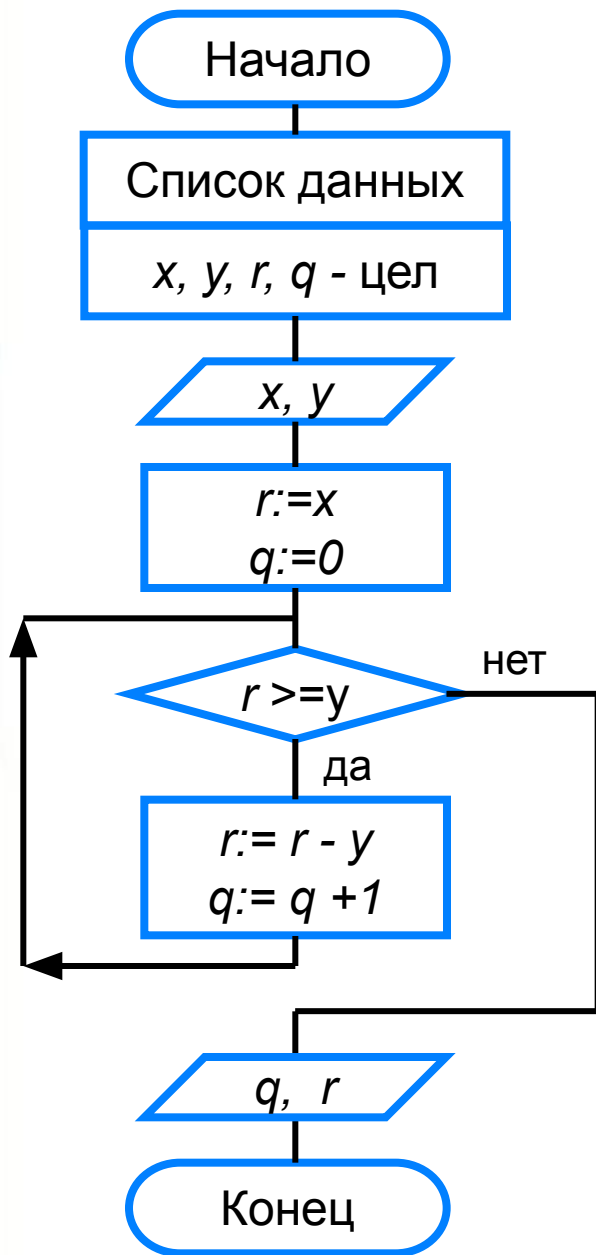 Начало
Список данных
x, y, r, q - цел
x, y
r:=x
q:=0
нет
r >=y
да
r:= r - y
q:= q +1
q, r
Конец